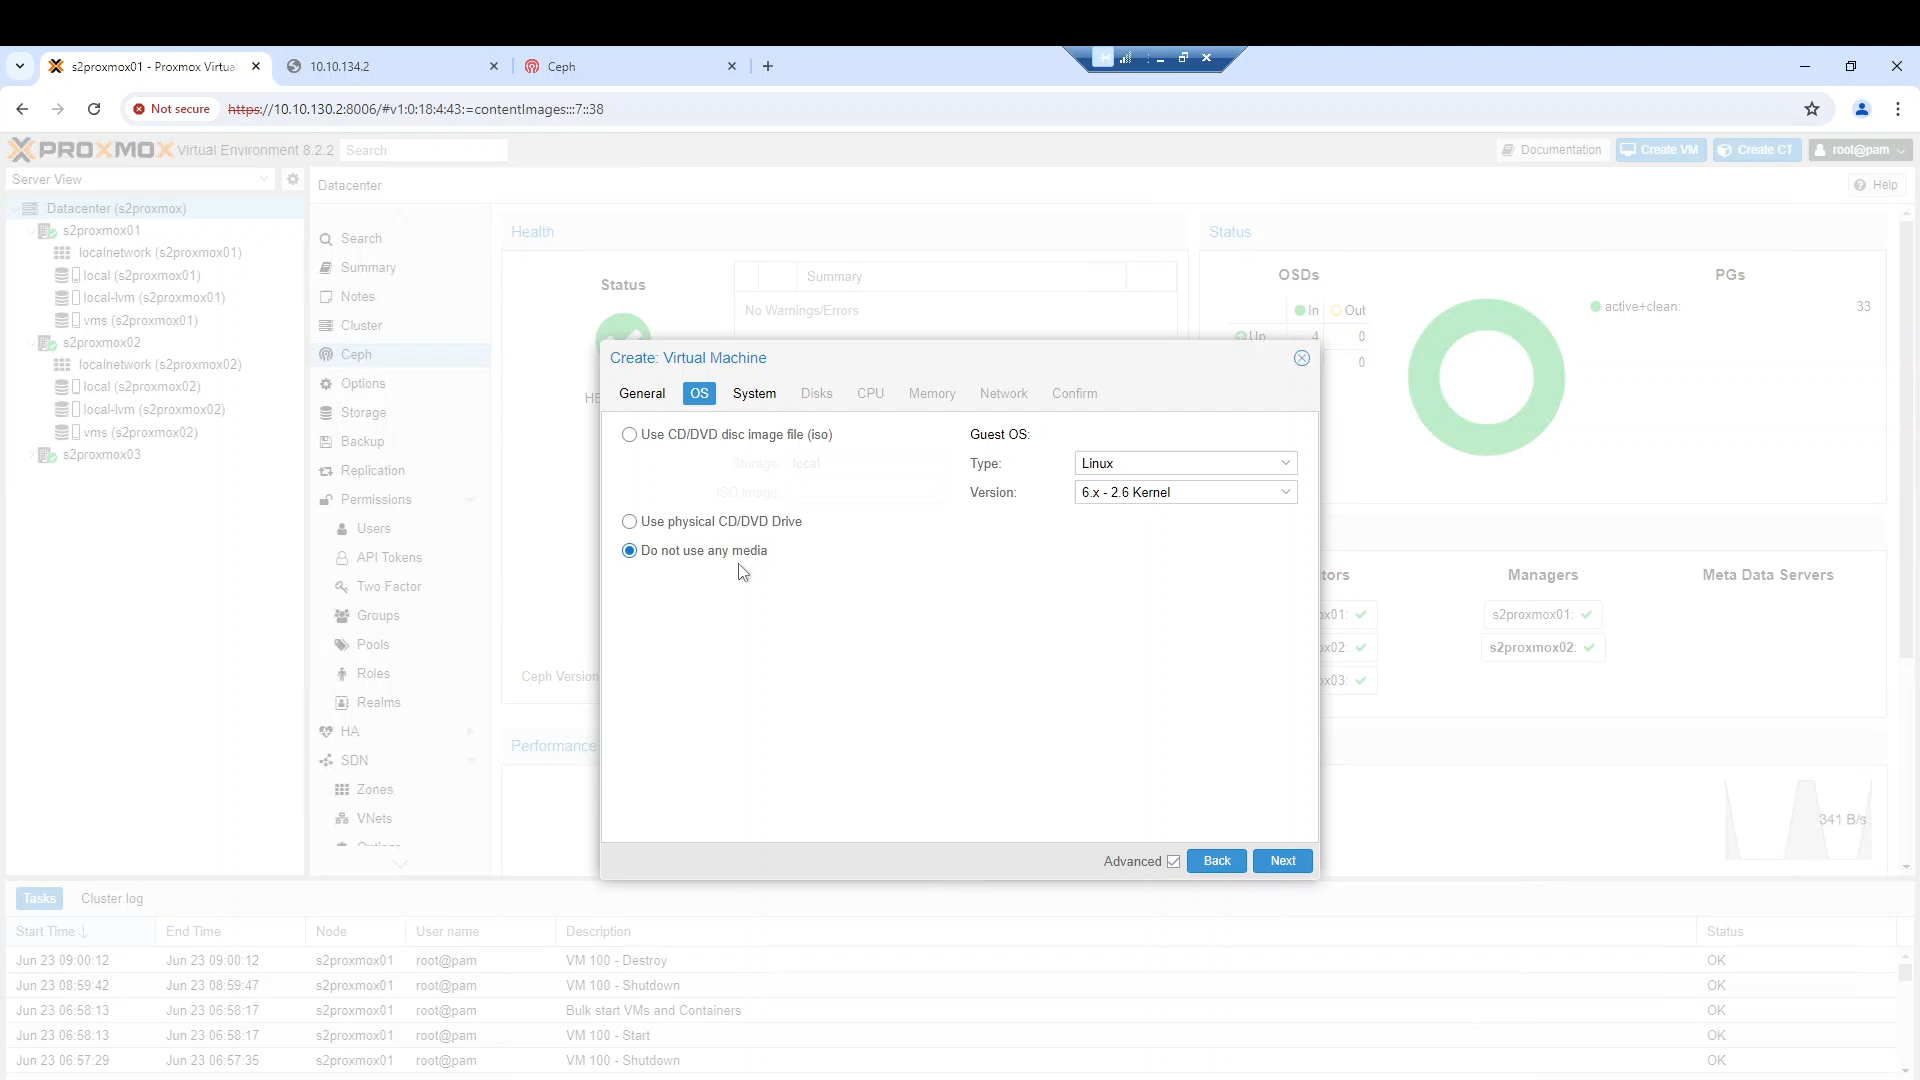 s2proxmox01 - Proxmox Virtua
10.10.134.2
Ceph
Not secure
https://10.10.130.2:8006/#v1:0:18:4:43:=contentImages:::7::38
PROXMOX Virtual Environment 8.2.2
Search
Documentation
Create VM
Create CT
root@pam
Server View
Datacenter
Help
Datacenter (s2proxmox)
s2proxmox01
localnetwork (s2proxmox01)
local (s2proxmox01)
local-lvm (s2proxmox01)
vms (s2proxmox01)
s2proxmox02
localnetwork (s2proxmox02)
local (s2proxmox02)
local-lvm (s2proxmox02)
vms (s2proxmox02)
s2proxmox03
Search
Summary
Notes
Cluster
Ceph
Options
Storage
Backup
Replication
Permissions
Users
API Tokens
Two Factor
Groups
Pools
Roles
Realms
HA
SDN
Zones
VNets
Health
Status
Summary
No Warnings/Errors
Ceph Version
Performance
Status
OSDs
In
Out
Up
4
0
0
PGs
active+clean:
33
Managers
Meta Data Servers
s2proxmox01:
s2proxmox02:
341 B/s
Create: Virtual Machine
General
OS
System
Disks
CPU
Memory
Network
Confirm
Use CD/DVD disc image file (iso)
Storage: local
ISO image:
Use physical CD/DVD Drive
Do not use any media
Guest OS:
Type:
Linux
Version:
6.x - 2.6 Kernel
Advanced
Back
Next
Tasks
Cluster log
Start Time
End Time
Node
User name
Description
Status
Jun 23 09:00:12 Jun 23 09:00:12 s2proxmox01 root@pam VM 100 - Destroy OK
Jun 23 08:59:42 Jun 23 08:59:47 s2proxmox01 root@pam VM 100 - Shutdown OK
Jun 23 06:58:13 Jun 23 06:58:17 s2proxmox01 root@pam Bulk start VMs and Containers OK
Jun 23 06:58:13 Jun 23 06:58:17 s2proxmox01 root@pam VM 100 - Start OK
Jun 23 06:57:29 Jun 23 06:57:35 s2proxmox01 root@pam VM 100 - Shutdown OK